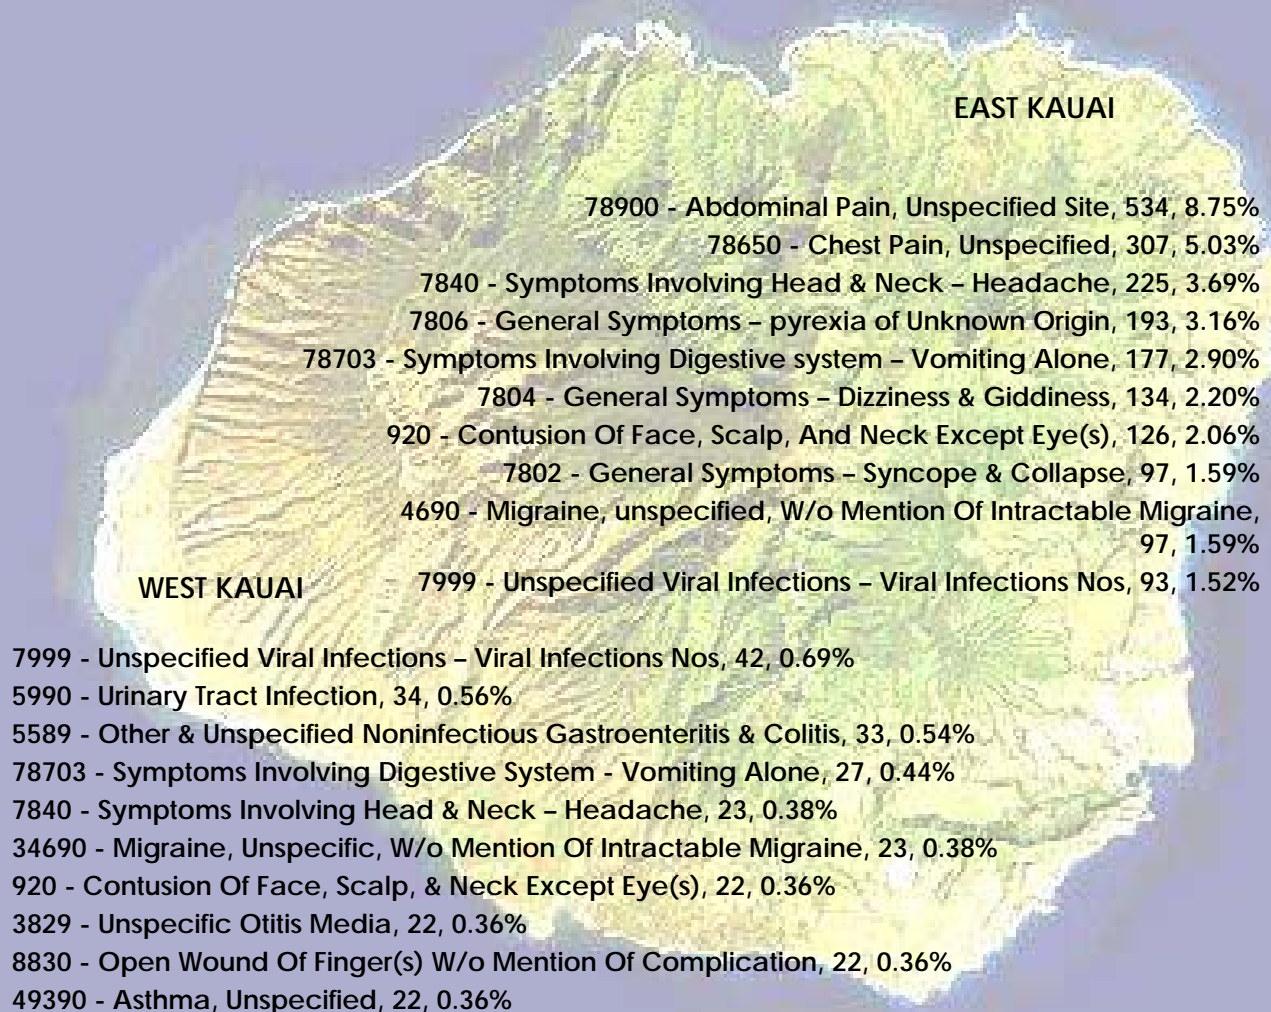 EAST KAUAI
78900 - Abdominal Pain, Unspecified Site, 534, 8.75%
78650 - Chest Pain, Unspecified, 307, 5.03%
7840 - Symptoms Involving Head & Neck – Headache, 225, 3.69%
7806 - General Symptoms – pyrexia of Unknown Origin, 193, 3.16%
78703 - Symptoms Involving Digestive system – Vomiting Alone, 177, 2.90%
7804 - General Symptoms – Dizziness & Giddiness, 134, 2.20%
920 - Contusion Of Face, Scalp, And Neck Except Eye(s), 126, 2.06%
7802 - General Symptoms – Syncope & Collapse, 97, 1.59%
4690 - Migraine, unspecified, W/o Mention Of Intractable Migraine,
97, 1.59%
7999 - Unspecified Viral Infections – Viral Infections Nos, 93, 1.52%
WEST KAUAI
7999 - Unspecified Viral Infections – Viral Infections Nos, 42, 0.69%
5990 - Urinary Tract Infection, 34, 0.56%
5589 - Other & Unspecified Noninfectious Gastroenteritis & Colitis, 33, 0.54%
78703 - Symptoms Involving Digestive System - Vomiting Alone, 27, 0.44%
7840 - Symptoms Involving Head & Neck – Headache, 23, 0.38%
34690 - Migraine, Unspecific, W/o Mention Of Intractable Migraine, 23, 0.38%
920 - Contusion Of Face, Scalp, & Neck Except Eye(s), 22, 0.36%
3829 - Unspecific Otitis Media, 22, 0.36%
8830 - Open Wound Of Finger(s) W/o Mention Of Complication, 22, 0.36%
49390 - Asthma, Unspecified, 22, 0.36%